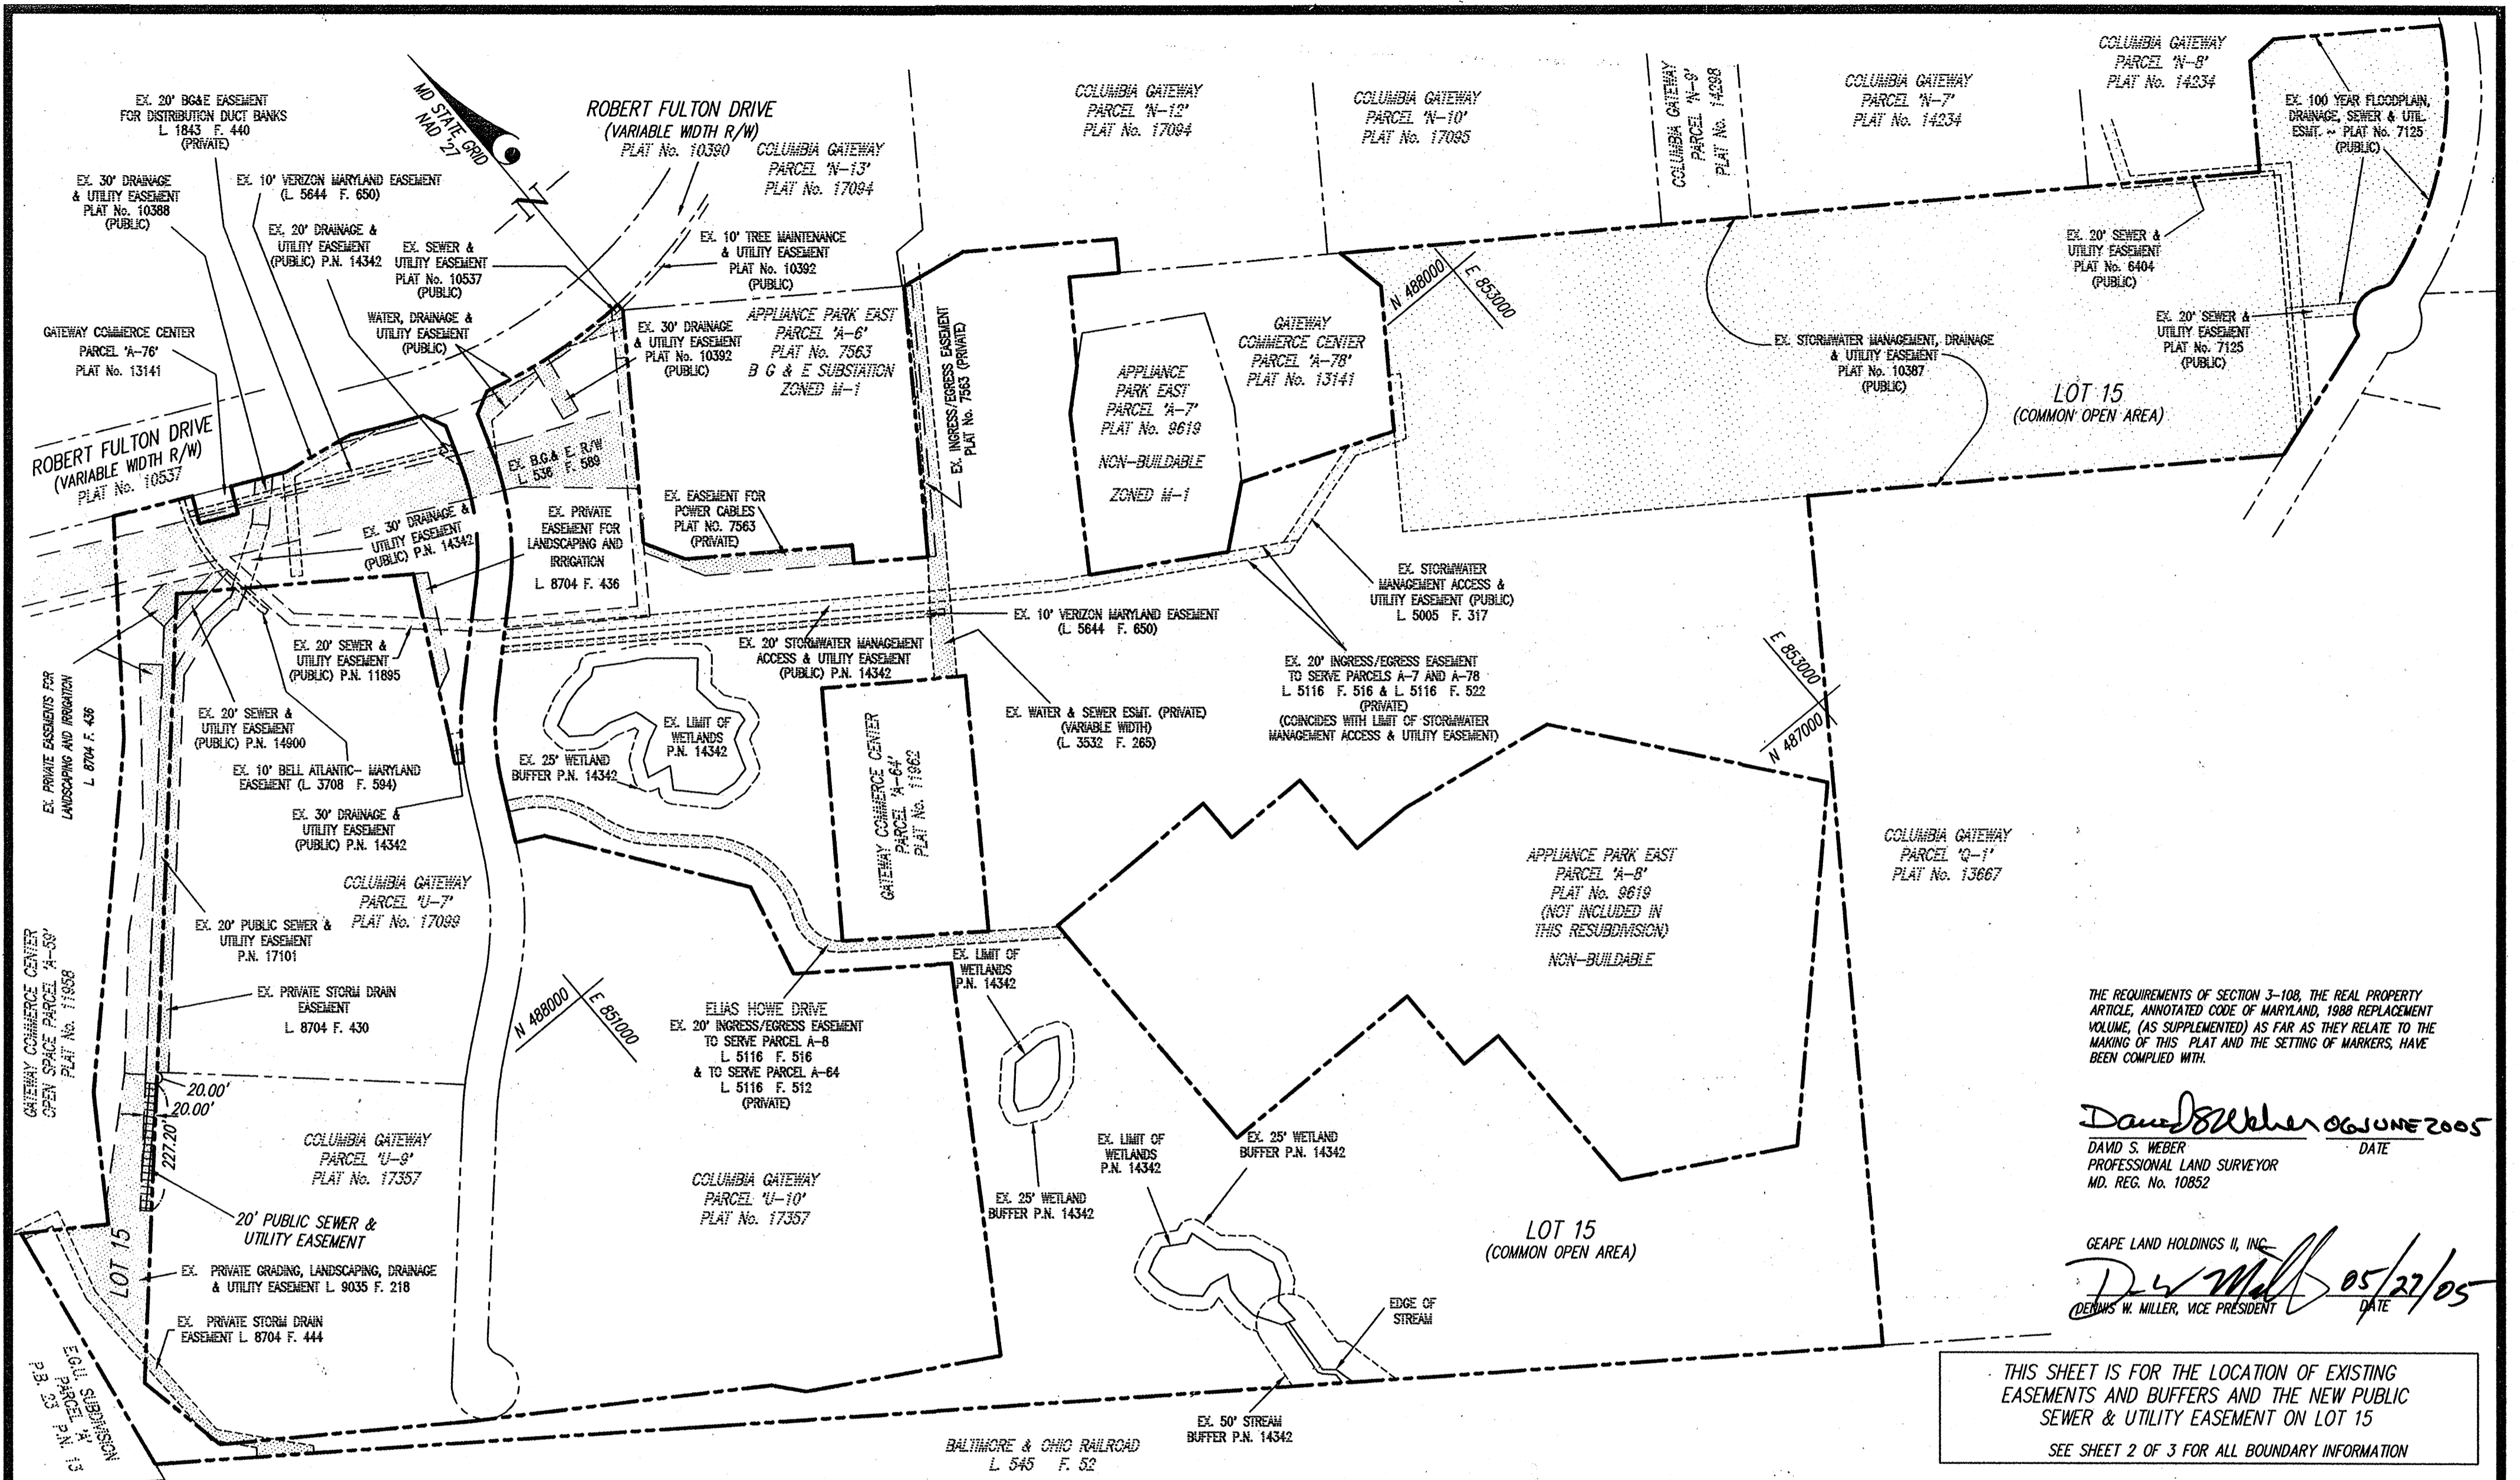 EX. 20' BG&E EASEMENT
FOR DISTRIBUTION DUCT BANKS
L. 1843 F. 440
(PRIVATE)
EX. 30' DRAINAGE
& UTILITY EASEMENT
PLAT No. 10388
(PUBLIC)
EX. 10' VERIZON MARYLAND EASEMENT
(L. 5644 F. 650)
EX. 20' DRAINAGE &
UTILITY EASEMENT
(PUBLIC) P.N. 14342
EX. SEWER &
UTILITY EASEMENT
PLAT No. 10537
(PUBLIC)
WATER, DRAINAGE &
UTILITY EASEMENT
(PUBLIC)
GATEWAY COMMERCE CENTER
PARCEL 'A-76'
PLAT No. 13141
MD STATE GRID
NAD '27
N
ROBERT FULTON DRIVE
(VARIABLE WIDTH R/W)
PLAT No. 10390
COLUMBIA GATEWAY
PARCEL 'N-13'
PLAT No. 17094
EX. 10' TREE MAINTENANCE
& UTILITY EASEMENT
PLAT No. 10392
(PUBLIC)
EX. 30' DRAINAGE
& UTILITY EASEMENT
PLAT No. 10392
(PUBLIC)
APPLIANCE PARK EAST
PARCEL 'A-6'
PLAT No. 7563
B G & E SUBSTATION
ZONED M-1
COLUMBIA GATEWAY
PARCEL 'N-12'
PLAT No. 17094
COLUMBIA GATEWAY
PARCEL 'N-10'
PLAT No. 17095
COLUMBIA GATEWAY
PARCEL 'N-9'
PLAT No. 14298
COLUMBIA GATEWAY
PARCEL 'N-7'
PLAT No. 14234
COLUMBIA GATEWAY
PARCEL 'N-8'
PLAT No. 14234
EX. 100 YEAR FLOODPLAIN,
DRAINAGE, SEWER & UTIL.
ESMT. ~ PLAT No. 7125
(PUBLIC)
EX. 20' SEWER &
UTILITY EASEMENT
PLAT No. 6404
(PUBLIC)
EX. 20' SEWER &
UTILITY EASEMENT
PLAT No. 7125
(PUBLIC)
N 488000
E 853000
EX. STORMWATER MANAGEMENT, DRAINAGE
& UTILITY EASEMENT
PLAT No. 10387
(PUBLIC)
LOT 15
(COMMON OPEN AREA)
GATEWAY
COMMERCE CENTER
PARCEL 'A-78'
PLAT No. 13141
APPLIANCE
PARK EAST
PARCEL 'A-7'
PLAT No. 9619
NON-BUILDABLE
ZONED M-1
EX. INGRESS/EGRESS EASEMENT
PLAT No. 7563 (PRIVATE)
ROBERT FULTON DRIVE
(VARIABLE WIDTH R/W)
PLAT No. 10537
EX. B.G.& E. R/W
L. 536 F. 589
EX. 30' DRAINAGE &
UTILITY EASEMENT
(PUBLIC) P.N. 14342
EX. PRIVATE
EASEMENT FOR
LANDSCAPING AND
IRRIGATION
L. 8704 F. 436
EX. EASEMENT FOR
POWER CABLES
PLAT NO. 7563
(PRIVATE)
EX. STORMWATER
MANAGEMENT ACCESS &
UTILITY EASEMENT (PUBLIC)
L. 5005 F. 317
EX. 10' VERIZON MARYLAND EASEMENT
(L. 5644 F. 650)
EX. 20' STORMWATER MANAGEMENT
ACCESS & UTILITY EASEMENT
(PUBLIC) P.N. 14342
EX. 20' INGRESS/EGRESS EASEMENT
TO SERVE PARCELS A-7 AND A-78
L. 5116 F. 516 & L. 5116 F. 522
(PRIVATE)
(COINCIDES WITH LIMIT OF STORMWATER
MANAGEMENT ACCESS & UTILITY EASEMENT)
EX. WATER & SEWER ESMT. (PRIVATE)
(VARIABLE WIDTH)
(L. 3532 F. 265)
E 853000
N 487000
EX. PRIVATE EASEMENTS FOR
LANDSCAPING AND IRRIGATION
L. 8704 F. 436
EX. 20' SEWER &
UTILITY EASEMENT
(PUBLIC) P.N. 11895
EX. 20' SEWER &
UTILITY EASEMENT
(PUBLIC) P.N. 14900
EX. 10' BELL ATLANTIC- MARYLAND
EASEMENT (L. 3708 F. 594)
EX. 30' DRAINAGE &
UTILITY EASEMENT
(PUBLIC) P.N. 14342
EX. LIMIT OF
WETLANDS
P.N. 14342
EX. 25' WETLAND
BUFFER P.N. 14342
GATEWAY COMMERCE CENTER
PARCEL 'A-64'
PLAT No. 11962
COLUMBIA GATEWAY
PARCEL 'U-7'
PLAT No. 17099
EX. 20' PUBLIC SEWER &
UTILITY EASEMENT
P.N. 17101
GATEWAY COMMERCE CENTER
OPEN SPACE PARCEL 'A-59'
PLAT No. 11958
EX. PRIVATE STORM DRAIN
EASEMENT
L. 8704 F. 430
N 488000
E 851000
ELIAS HOWE DRIVE
EX. 20' INGRESS/EGRESS EASEMENT
TO SERVE PARCEL A-8
L. 5116 F. 516
& TO SERVE PARCEL A-64
L. 5116 F. 512
(PRIVATE)
EX. LIMIT OF
WETLANDS
P.N. 14342
EX. 25' WETLAND
BUFFER P.N. 14342
APPLIANCE PARK EAST
PARCEL 'A-8'
PLAT No. 9619
(NOT INCLUDED IN
THIS RESUBDIVISION)
NON-BUILDABLE
COLUMBIA GATEWAY
PARCEL 'Q-1'
PLAT No. 13667
20.00'
20.00'
227.20'
COLUMBIA GATEWAY
PARCEL 'U-9'
PLAT No. 17357
20' PUBLIC SEWER &
UTILITY EASEMENT
LOT 15
EX. PRIVATE GRADING, LANDSCAPING, DRAINAGE
& UTILITY EASEMENT L. 9035 F. 218
EX. PRIVATE STORM DRAIN
EASEMENT L. 8704 F. 444
E.G.U. SUBDIVISION
PARCEL 'A'
P.B. 23 P.N. 13
COLUMBIA GATEWAY
PARCEL 'U-10'
PLAT No. 17357
EX. LIMIT OF
WETLANDS
P.N. 14342
EX. 25' WETLAND
BUFFER P.N. 14342
LOT 15
(COMMON OPEN AREA)
EDGE OF
STREAM
EX. 50' STREAM
BUFFER P.N. 14342
BALTIMORE & OHIO RAILROAD
L. 545 F. 52
THE REQUIREMENTS OF SECTION 3-108, THE REAL PROPERTY
ARTICLE, ANNOTATED CODE OF MARYLAND, 1988 REPLACEMENT
VOLUME, (AS SUPPLEMENTED) AS FAR AS THEY RELATE TO THE
MAKING OF THIS PLAT AND THE SETTING OF MARKERS, HAVE
BEEN COMPLIED WITH.
David S Weber 06 JUNE 2005
DAVID S. WEBER DATE
PROFESSIONAL LAND SURVEYOR
MD. REG. No. 10852
GEAPE LAND HOLDINGS II, INC.
05/27/05
DENNIS W. MILLER, VICE PRESIDENT DATE
THIS SHEET IS FOR THE LOCATION OF EXISTING
EASEMENTS AND BUFFERS AND THE NEW PUBLIC
SEWER & UTILITY EASEMENT ON LOT 15
SEE SHEET 2 OF 3 FOR ALL BOUNDARY INFORMATION